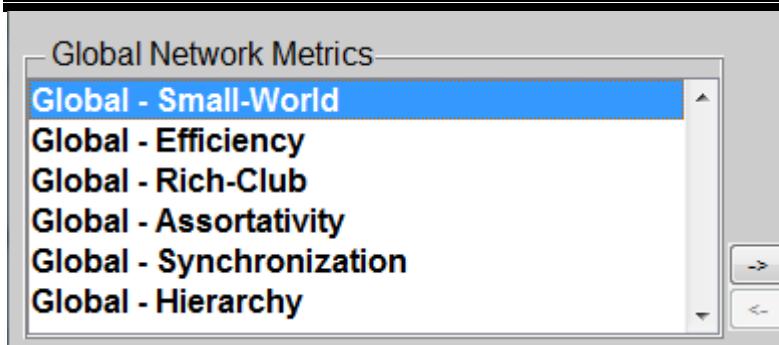 Global Network Metrics
Global - Small-World
Global - Efficiency
Global - Rich-Club
Global - Assortativity
Global - Synchronization
Global - Hierarchy
->
<-